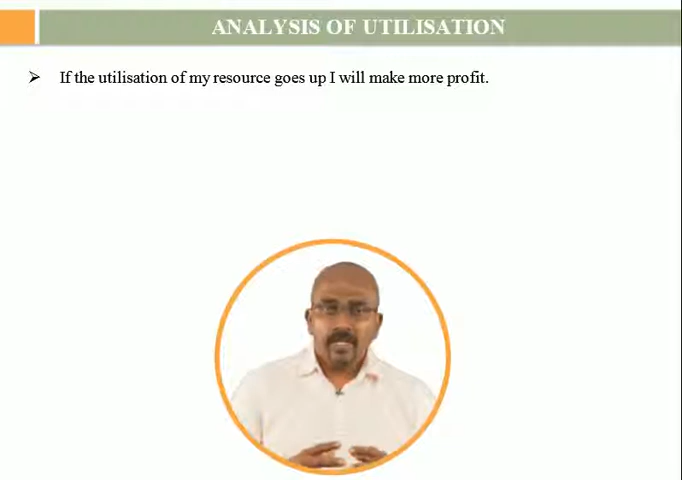 ANALYSIS OF UTILISATION
If the utilisation of my resource goes up I will make more profit.